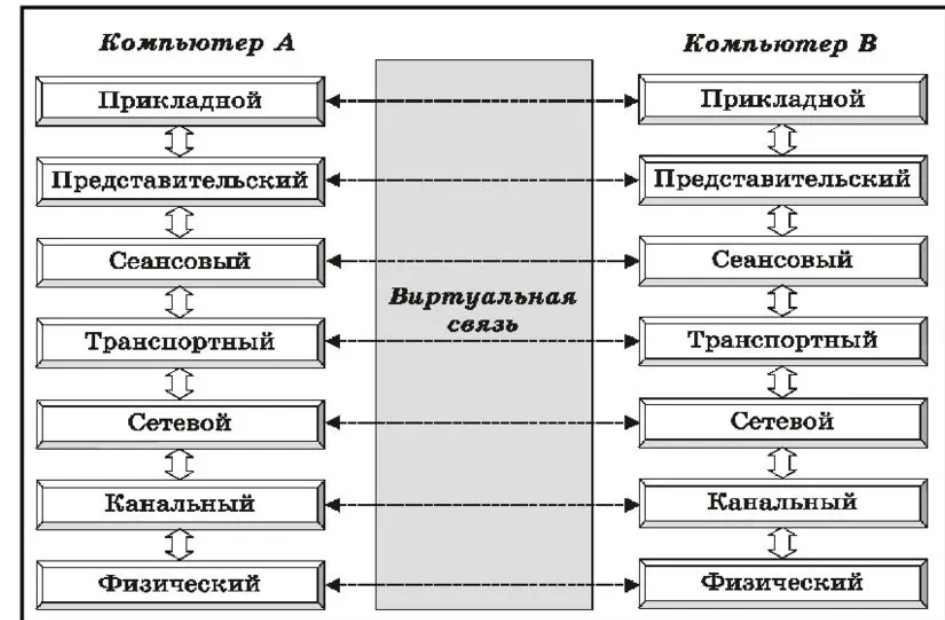 Компьютер А
Компьютер В
Прикладной
Прикладной
Представительский
Представительский
Сеансовый
Сеансовый
Виртуальная
связь
Транспортный
Транспортный
Сетевой
Сетевой
Канальный
Канальный
Физический
Физический